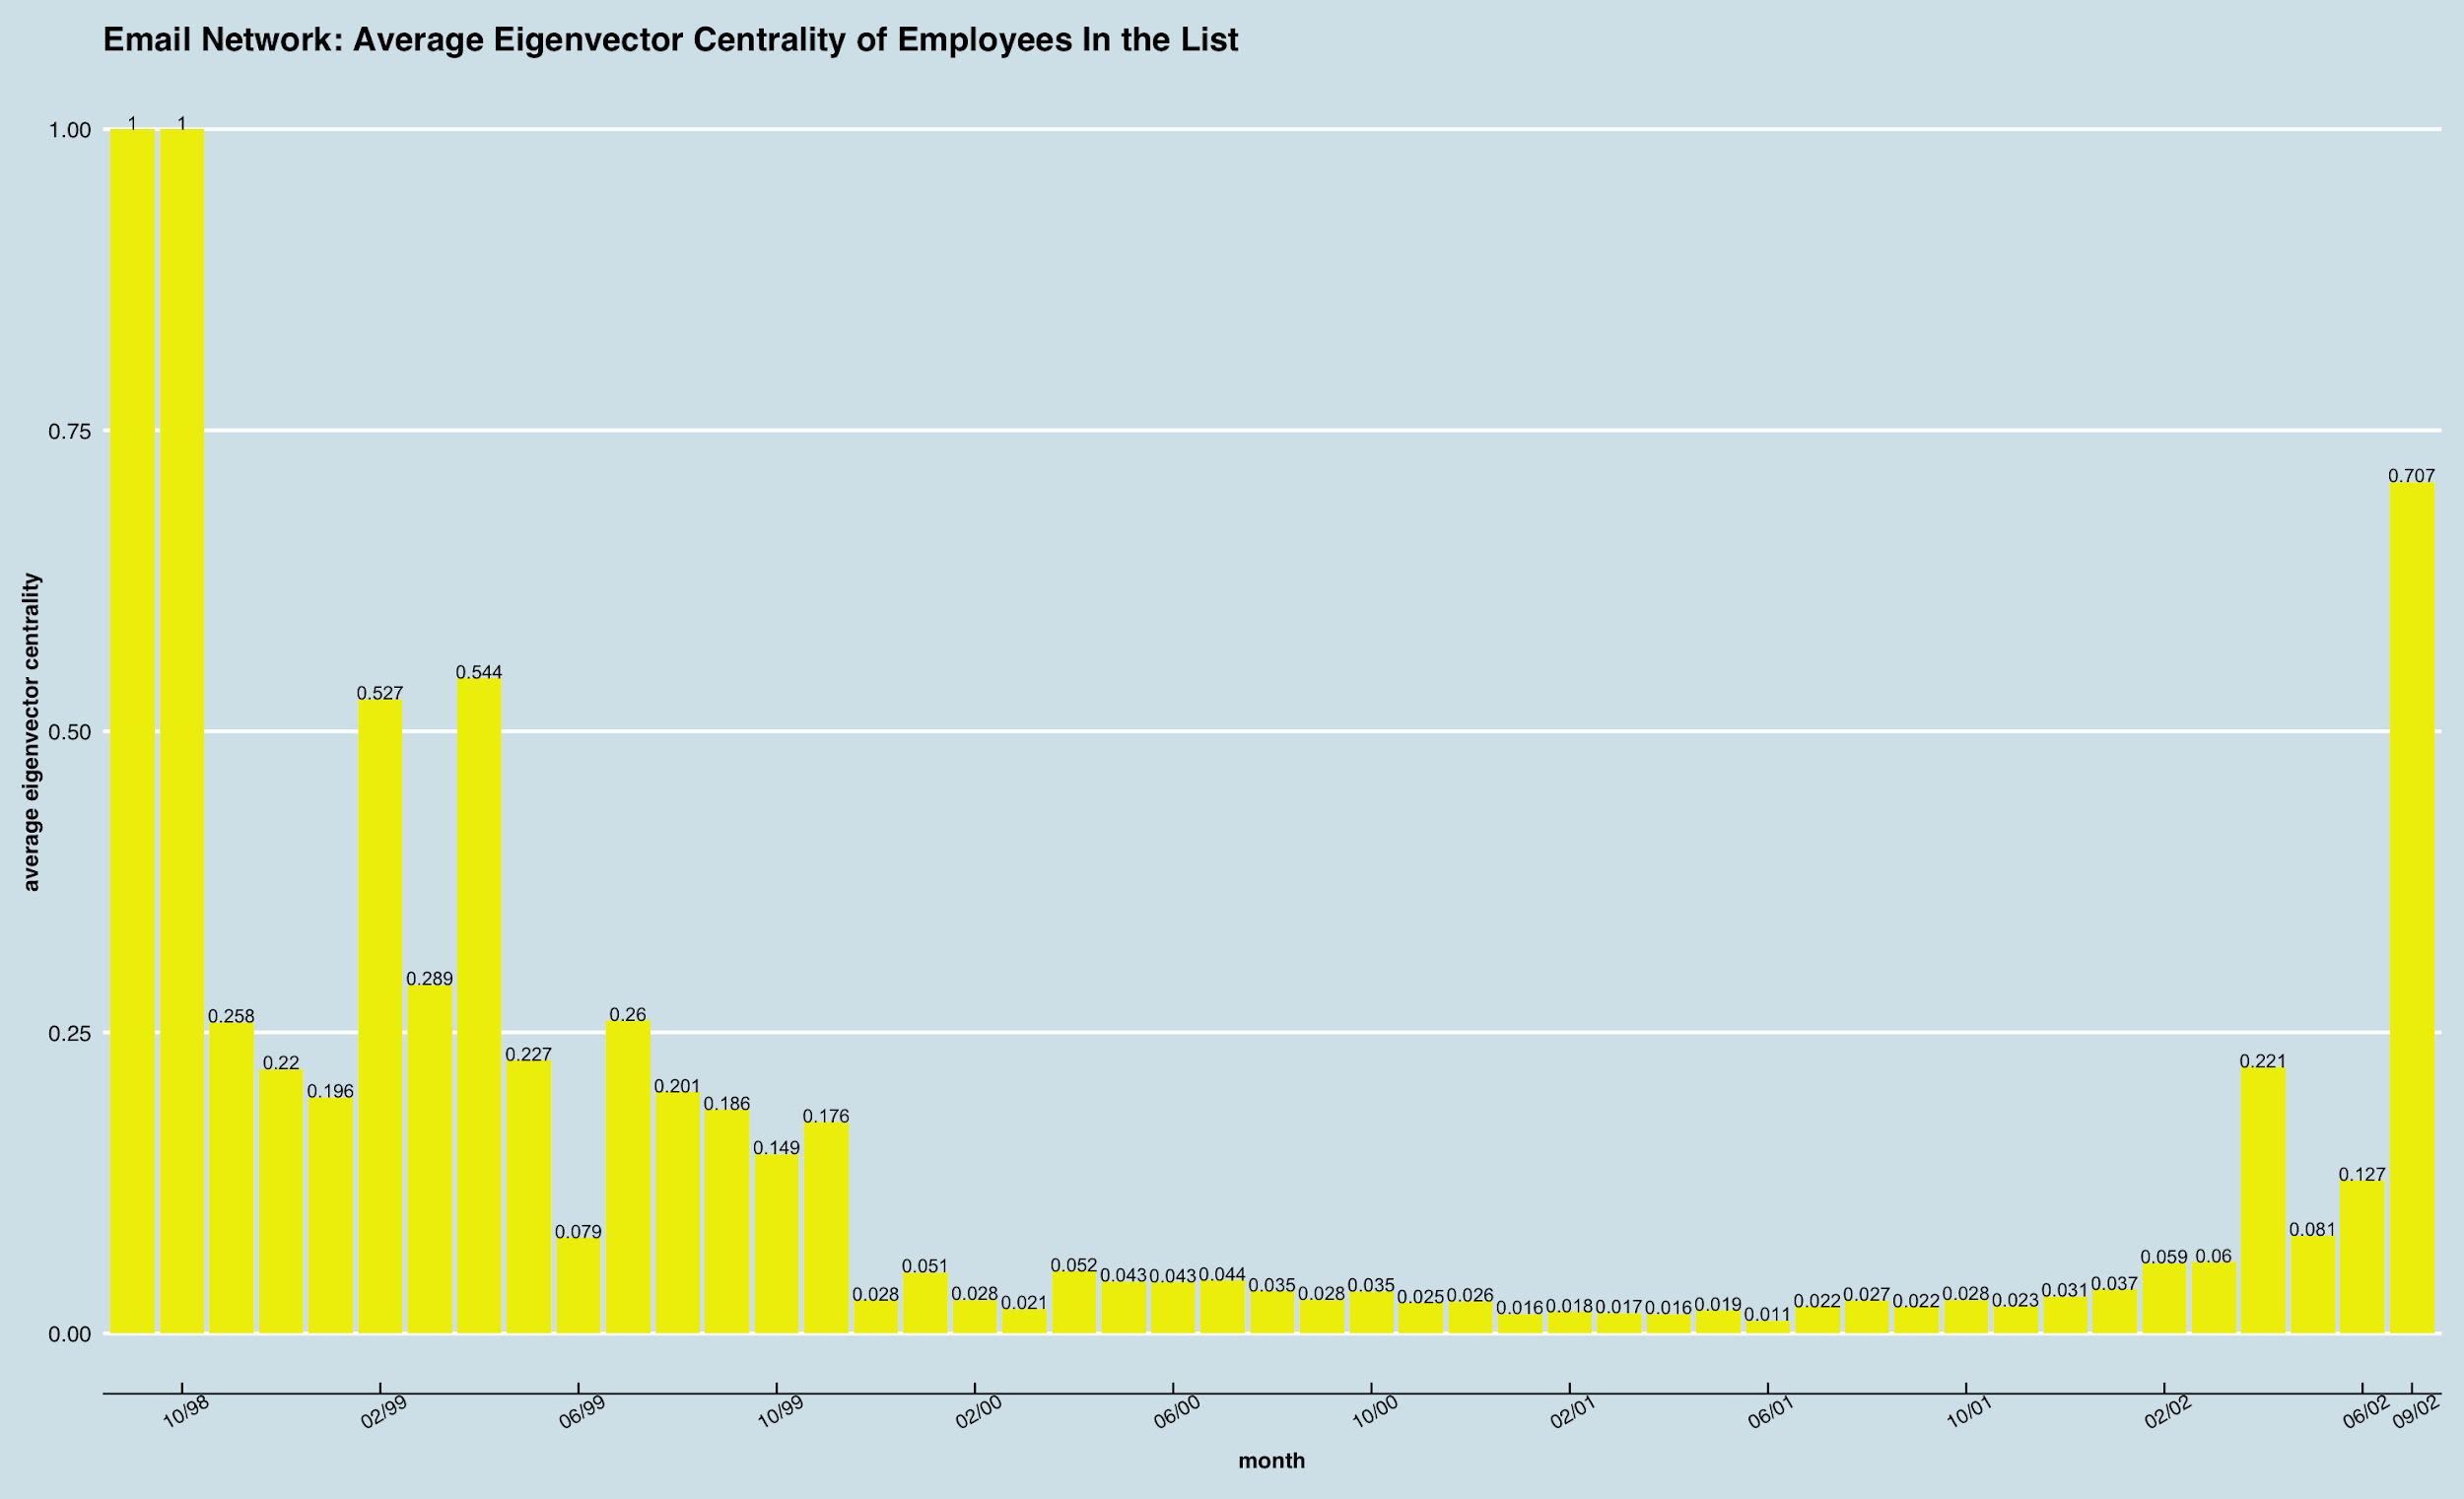 Email Network: Average Eigenvector Centrality of Employees In the List
average eigenvector centrality
1.00
0.75
0.50
0.25
0.00
1 1 0.258 0.22 0.196 0.527 0.289 0.544 0.227 0.079 0.26 0.201 0.186 0.149 0.176 0.028 0.051 0.028 0.021 0.052 0.043 0.043 0.044 0.035 0.028 0.035 0.025 0.026 0.016 0.018 0.017 0.016 0.019 0.011 0.022 0.027 0.022 0.028 0.023 0.031 0.037 0.059 0.06 0.221 0.081 0.127 0.707
10/98 02/99 06/99 10/99 02/00 06/00 10/00 02/01 06/01 10/01 02/02 06/02 09/02
month